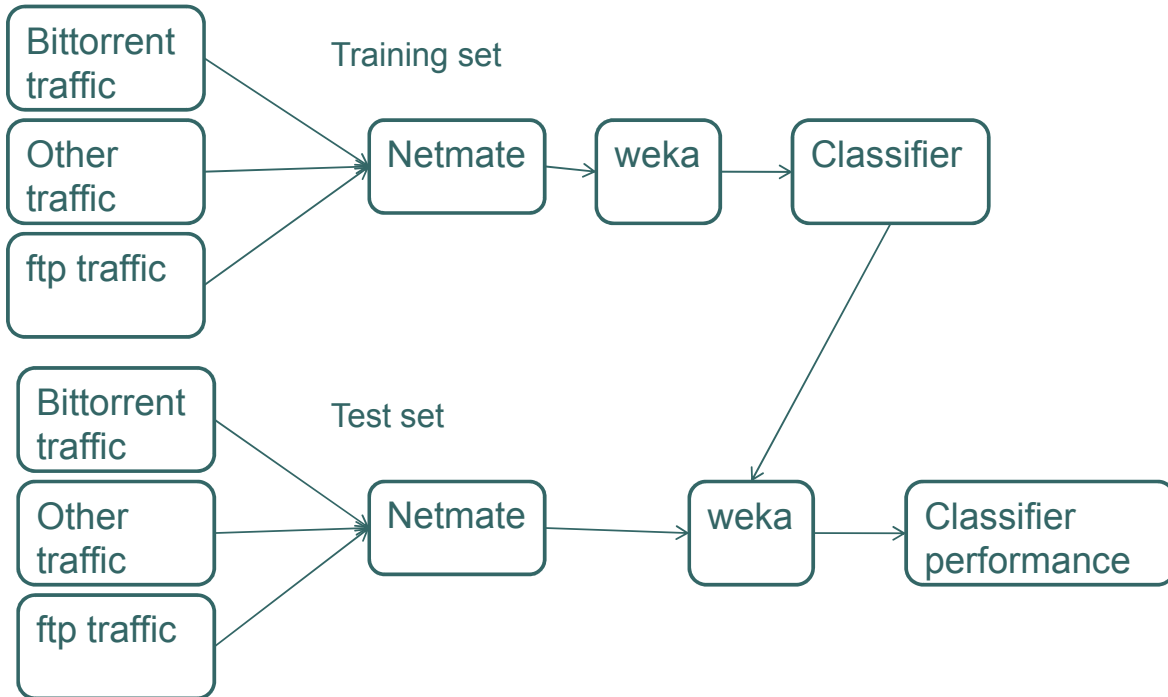 Bittorrent
traffic
Training set
Other
traffic
Netmate
weka
Classifier
ftp traffic
Bittorrent
traffic
Test set
Other
traffic
Netmate
weka
Classifier
performance
ftp traffic